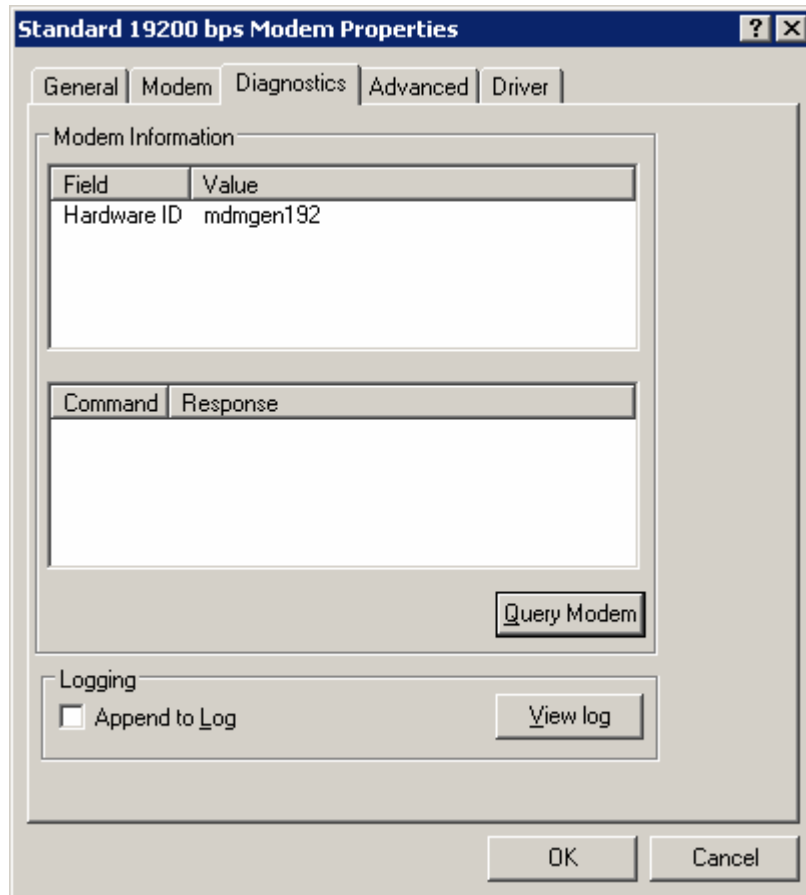 Standard 19200 bps Modem Properties
General Modem Diagnostics Advanced Driver
Modem Information
Field Value
Hardware ID mdmgen192
Command Response
Query Modem
Logging
Append to Log View log
OK Cancel